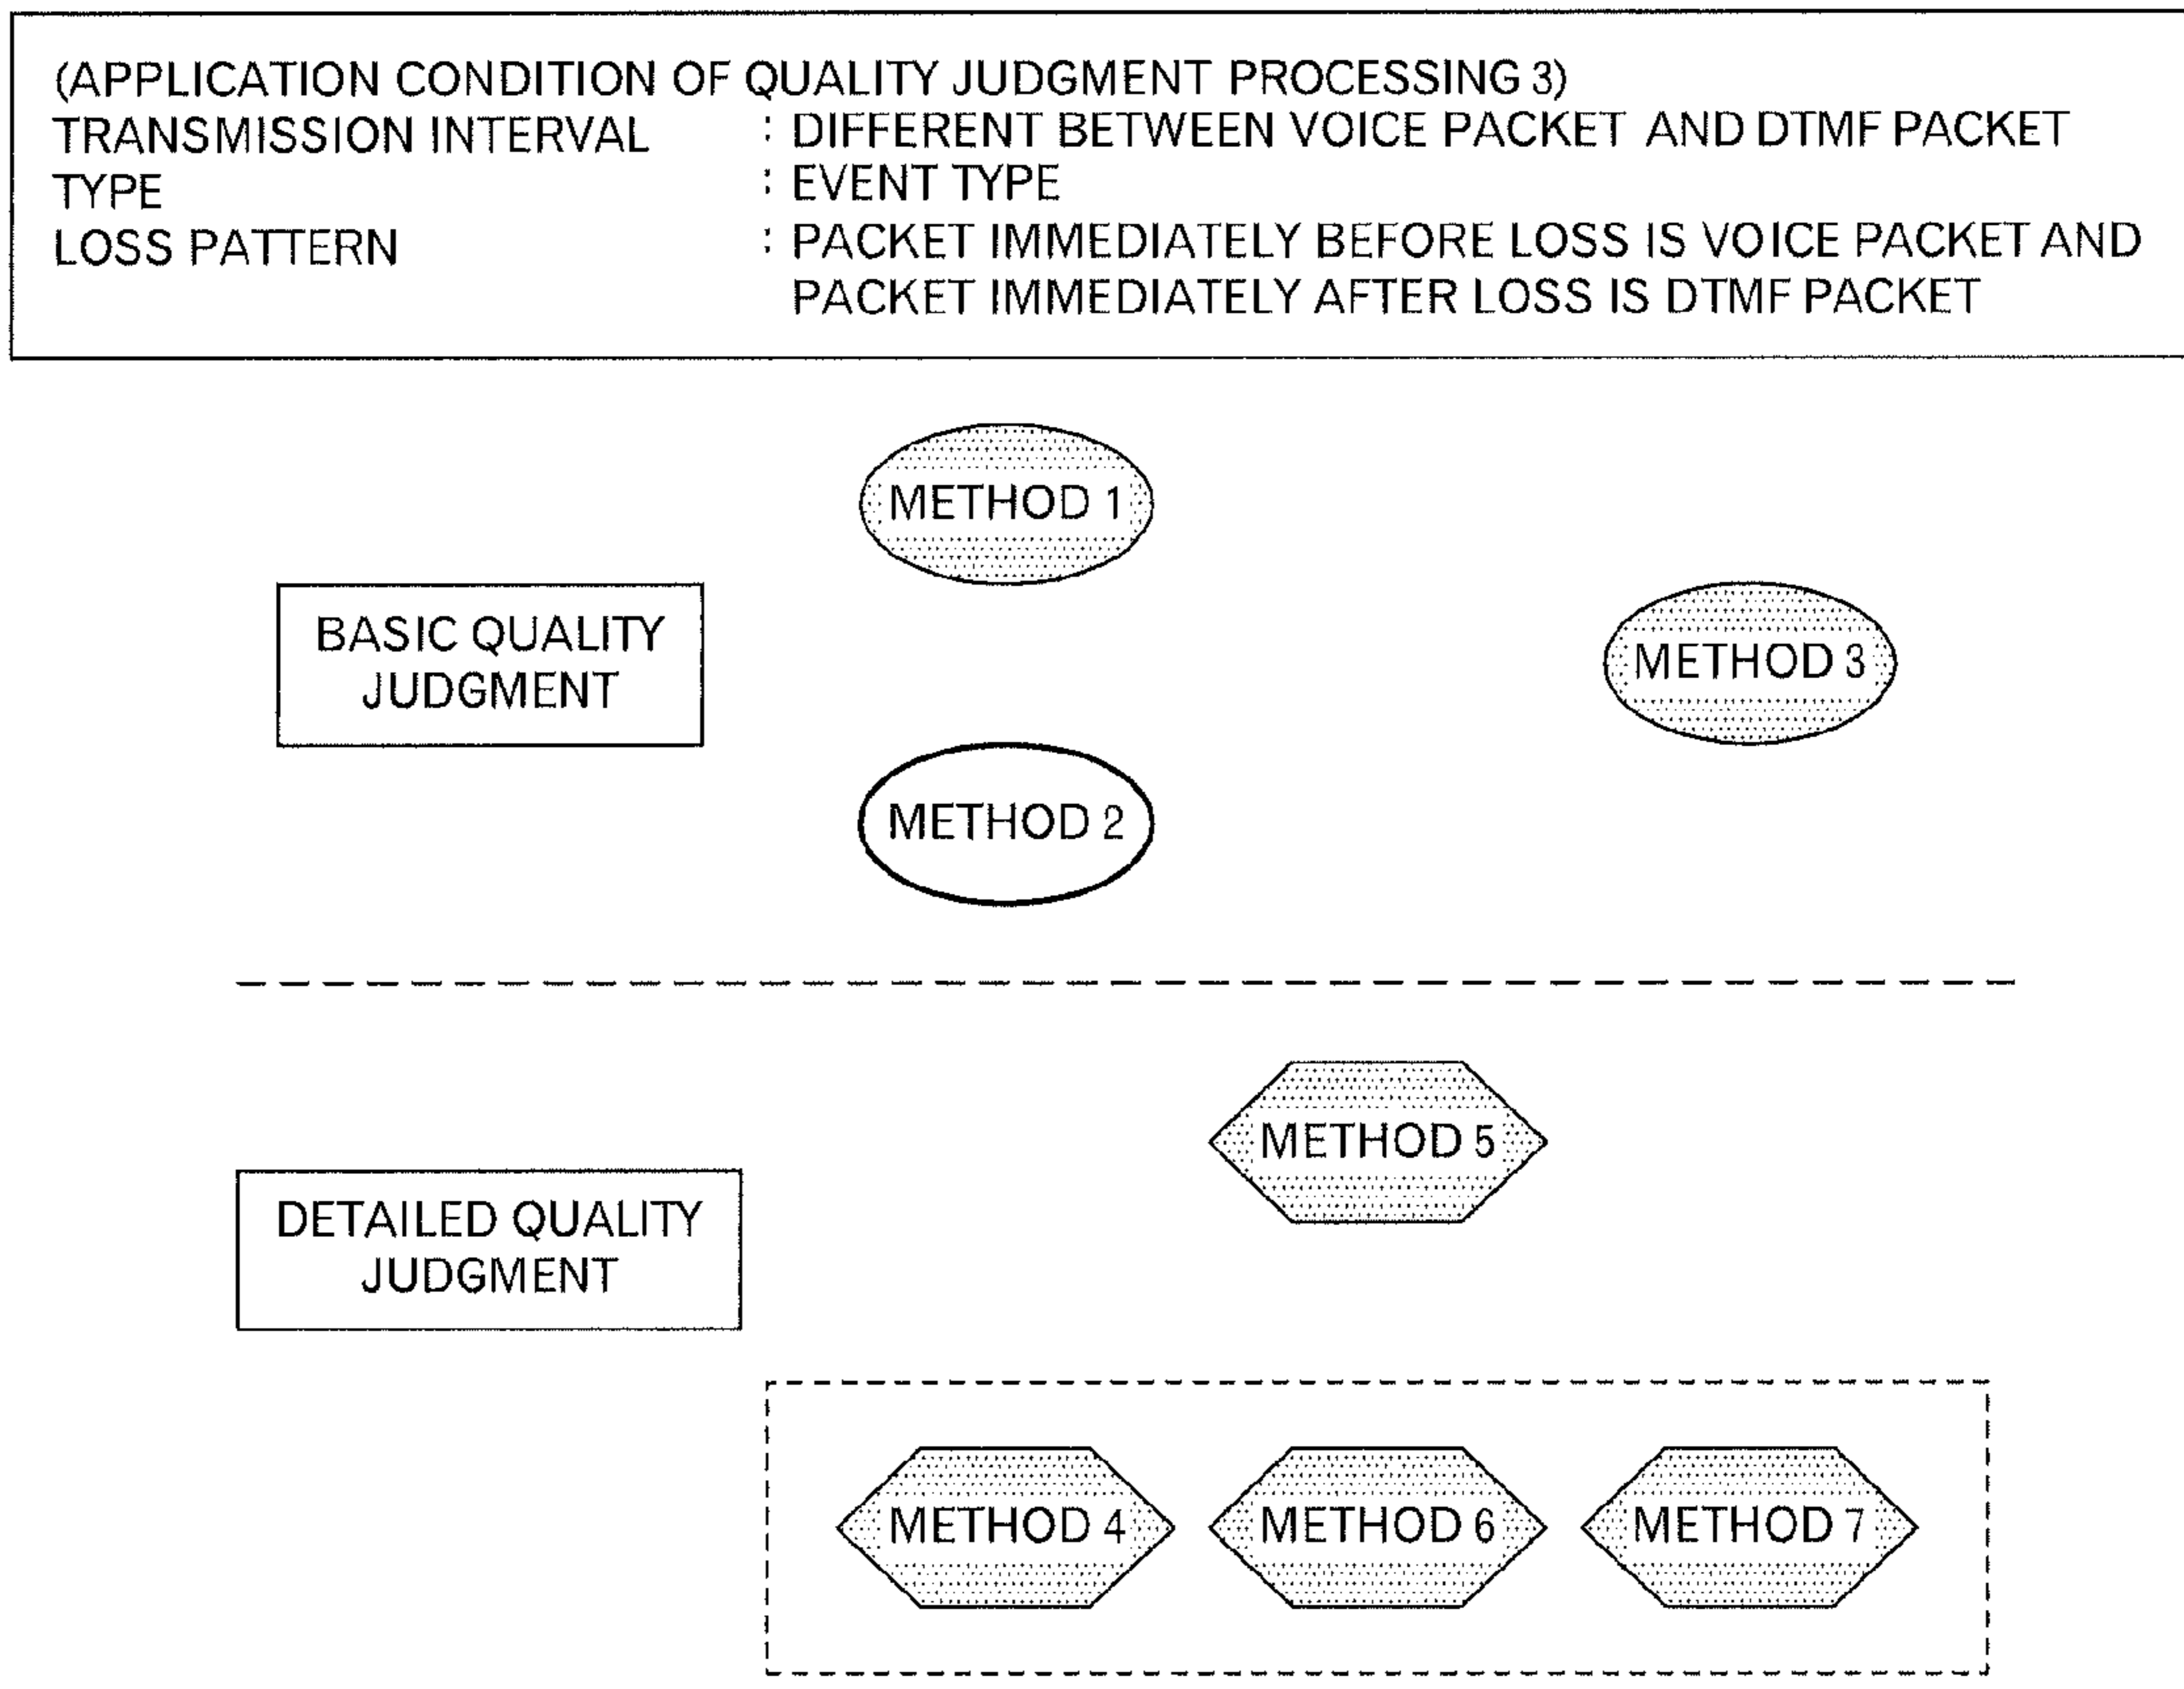 (APPLICATION CONDITION OF QUALITY JUDGMENT PROCESSING 3)
TRANSMISSION INTERVAL : DIFFERENT BETWEEN VOICE PACKET AND DTMF PACKET
TYPE : EVENT TYPE
LOSS PATTERN : PACKET IMMEDIATELY BEFORE LOSS IS VOICE PACKET AND
PACKET IMMEDIATELY AFTER LOSS IS DTMF PACKET
METHOD 1
BASIC QUALITY
JUDGMENT
METHOD 3
METHOD 2
METHOD 5
DETAILED QUALITY
JUDGMENT
METHOD 4 METHOD 6 METHOD 7